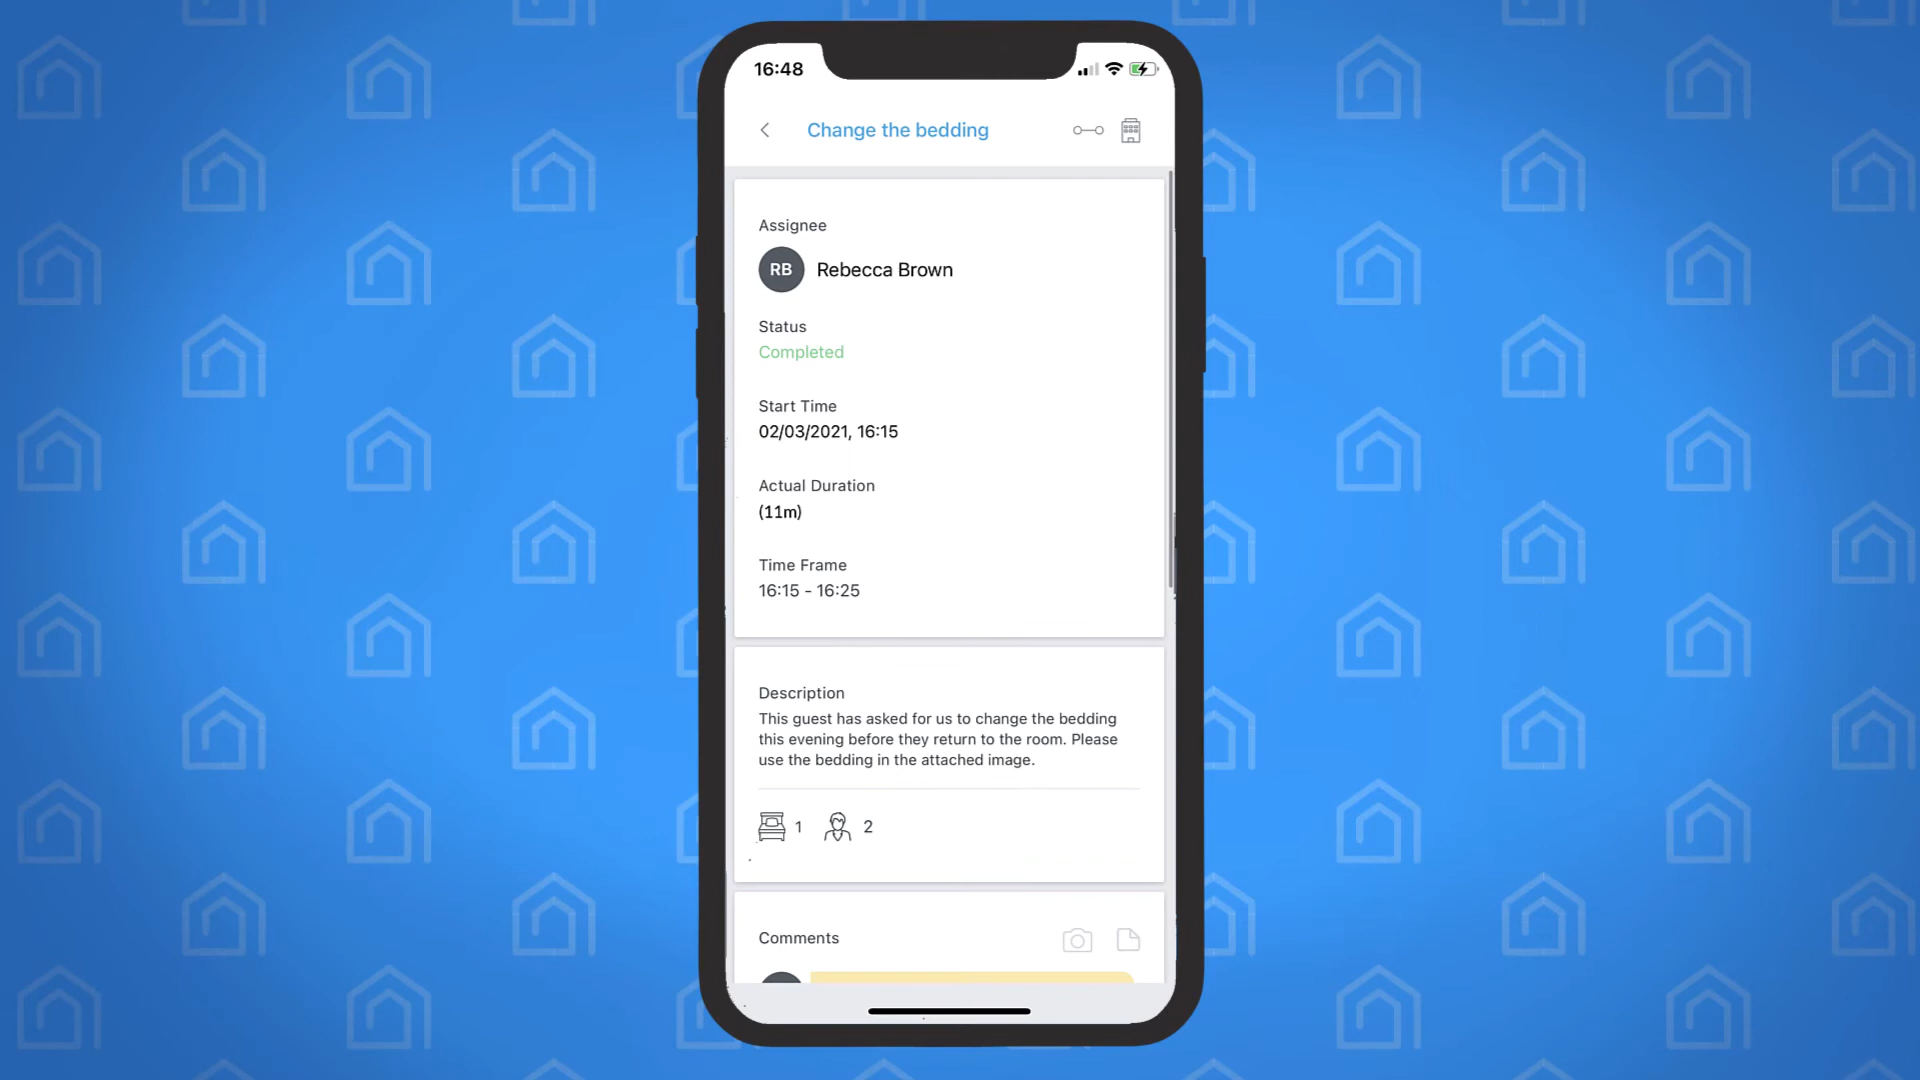 16:48
Change the bedding
Assignee
RB
Rebecca Brown
Status
Completed
Start Time
02/03/2021, 16:15
Actual Duration
(11m)
Time Frame
16:15 - 16:25
Description
This guest has asked for us to change the bedding
this evening before they return to the room. Please
use the bedding in the attached image.
1 2
Comments